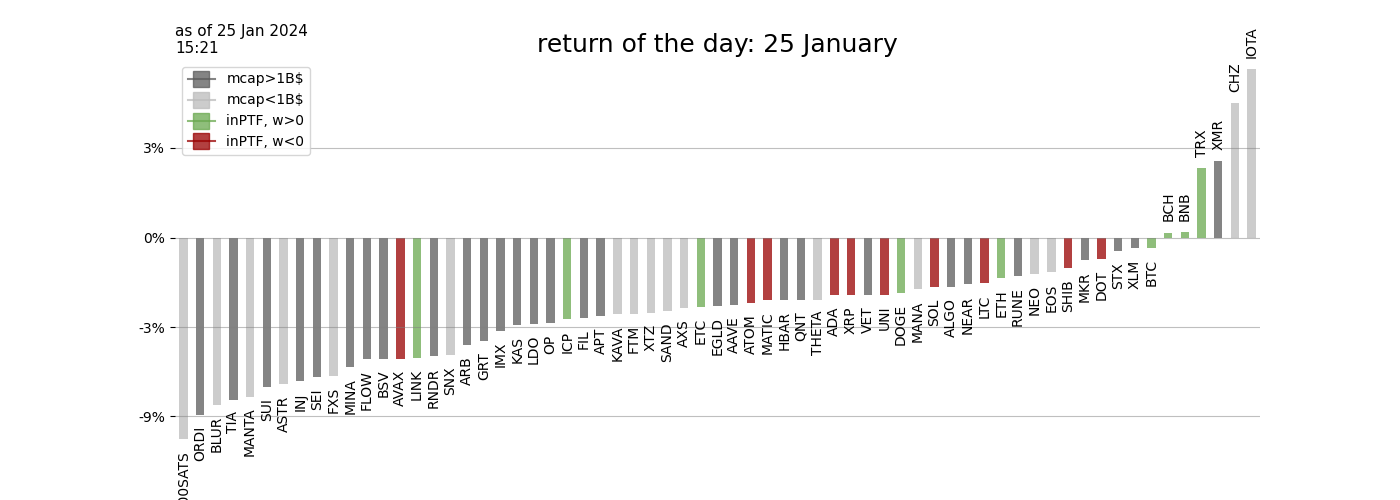 as of 25 Jan 2024
15:21
return of the day: 25 January
mcap>1B$
mcap<1B$
inPTF, w>0
inPTF, w<0
3%
0%
-3%
-9%
00SATS
ORDI
BLUR
TIA
MANTA
SUI
ASTR
INJ
SEI
FXS
MINA
FLOW
BSV
AVAX
LINK
RNDR
SNX
ARB
GRT
IMX
KAS
LDO
OP
ICP
FIL
APT
KAVA
FTM
XTZ
SAND
AXS
ETC
EGLD
AAVE
ATOM
MATIC
HBAR
QNT
THETA
ADA
XRP
VET
UNI
DOGE
MANA
SOL
ALGO
NEAR
LTC
ETH
RUNE
NEO
EOS
SHIB
MKR
DOT
STX
XLM
BTC
BCH
BNB
TRX
XMR
CHZ
IOTA